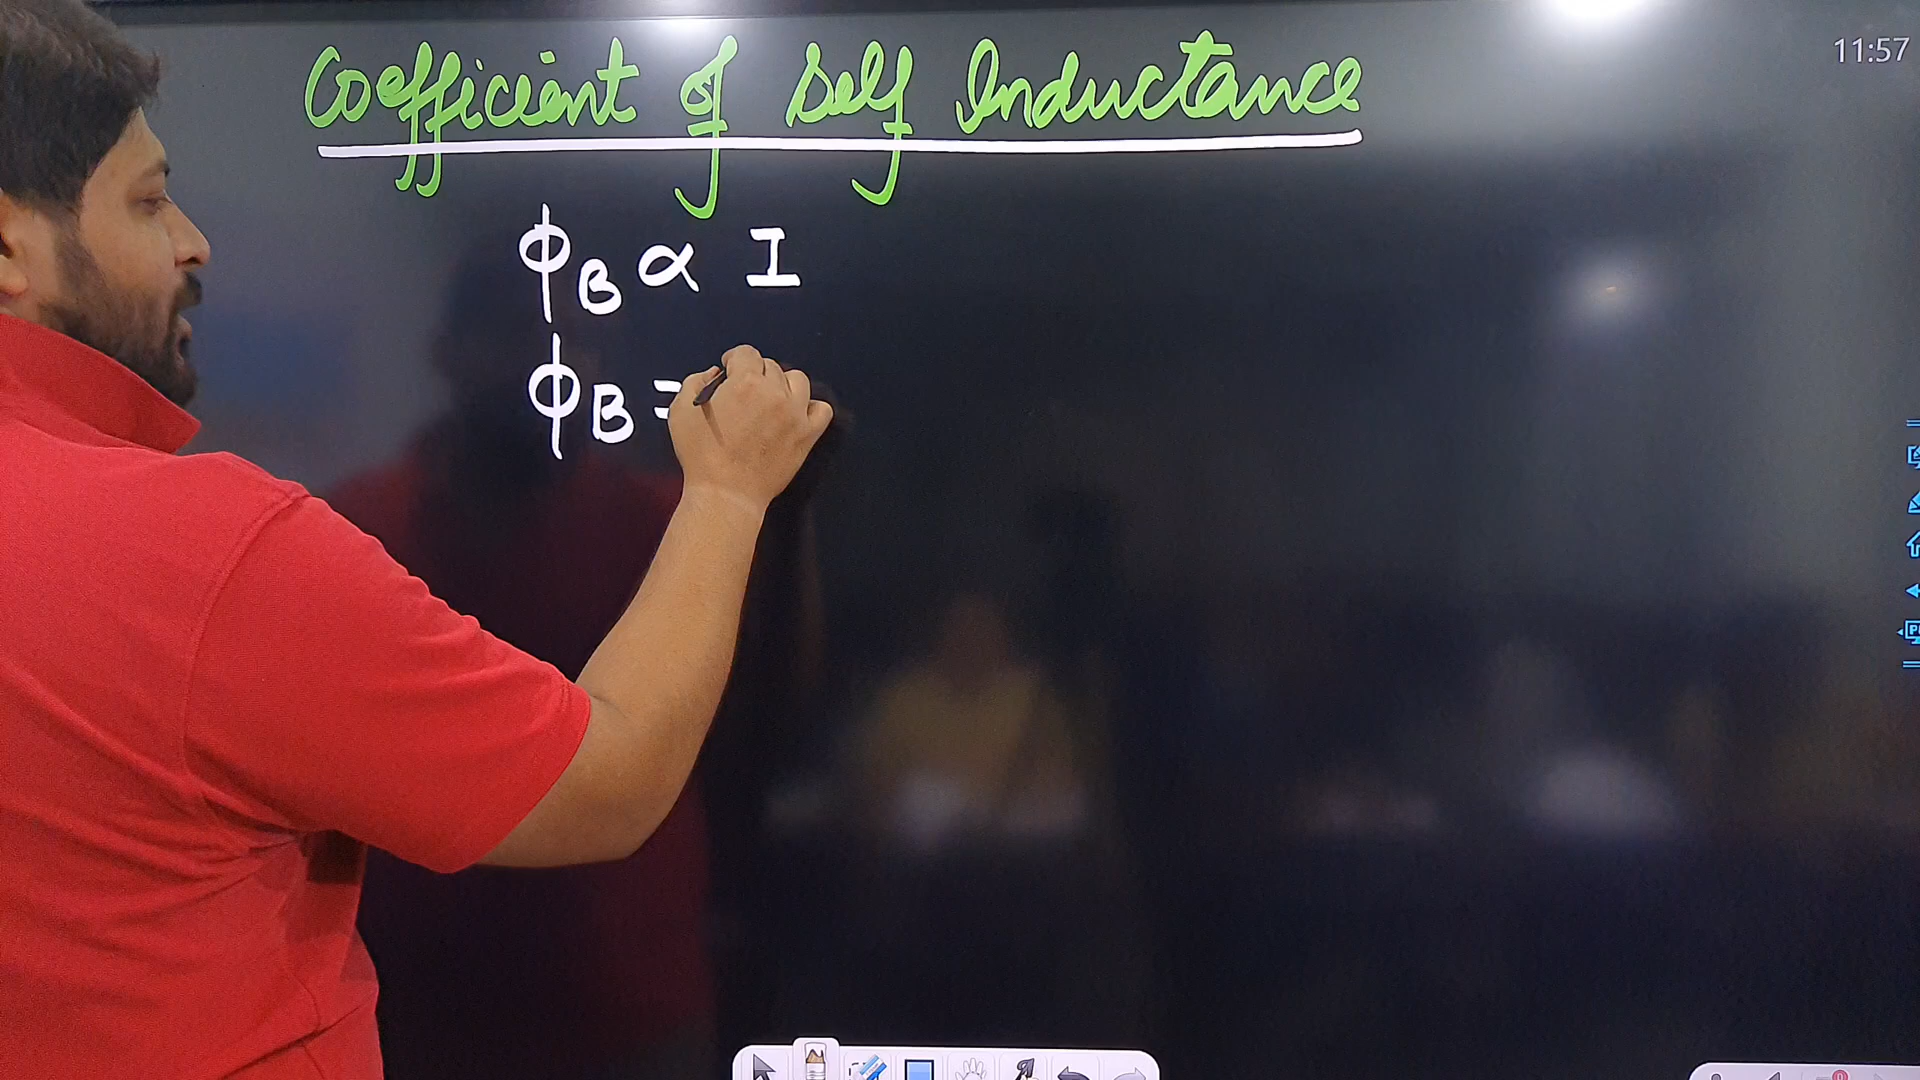 11:57
Coefficient of Self Inductance
ϕB ∝ I
ϕB =